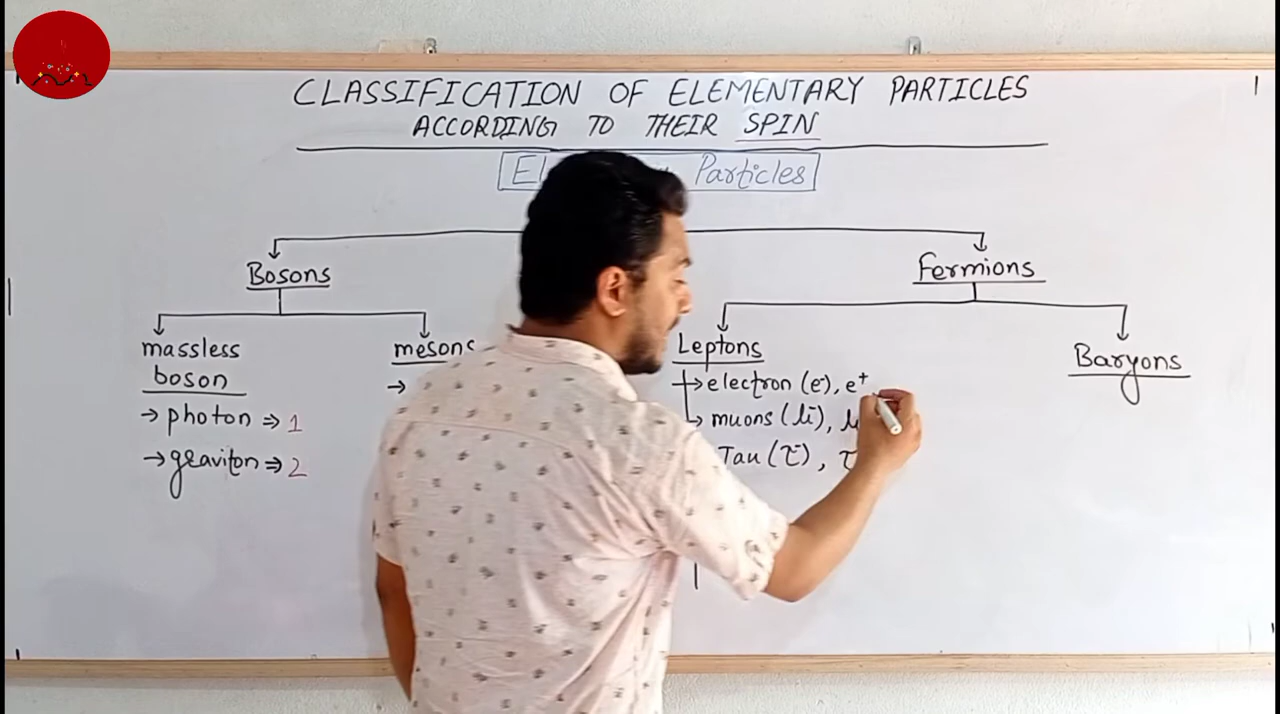 CLASSIFICATION OF ELEMENTARY PARTICLES
ACCORDING TO THEIR SPIN
Particles
Bosons
Fermions
massless
boson
→ photon ⇒ 1
→ graviton ⇒ 2
mesons
→
Leptons
→ electron (e⁻), e⁺
→ muons (μ⁻),
Tau (τ⁻), τ
Baryons